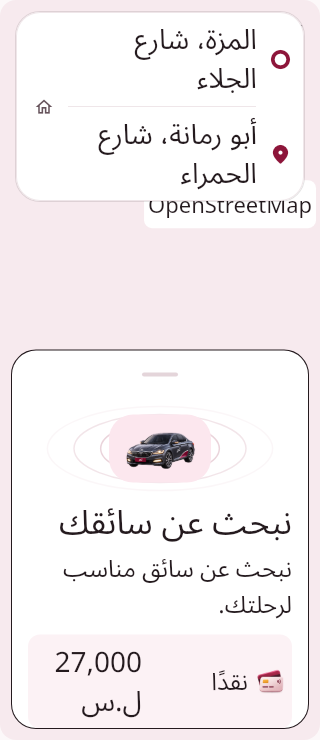 المزة، شارع
الجلاء
أبو رمانة، شارع
الحمراء
OpenStreetMap
نبحث عن سائقك
نبحث عن سائق مناسب
لرحلتك.
نقدًا
27,000
ل.س